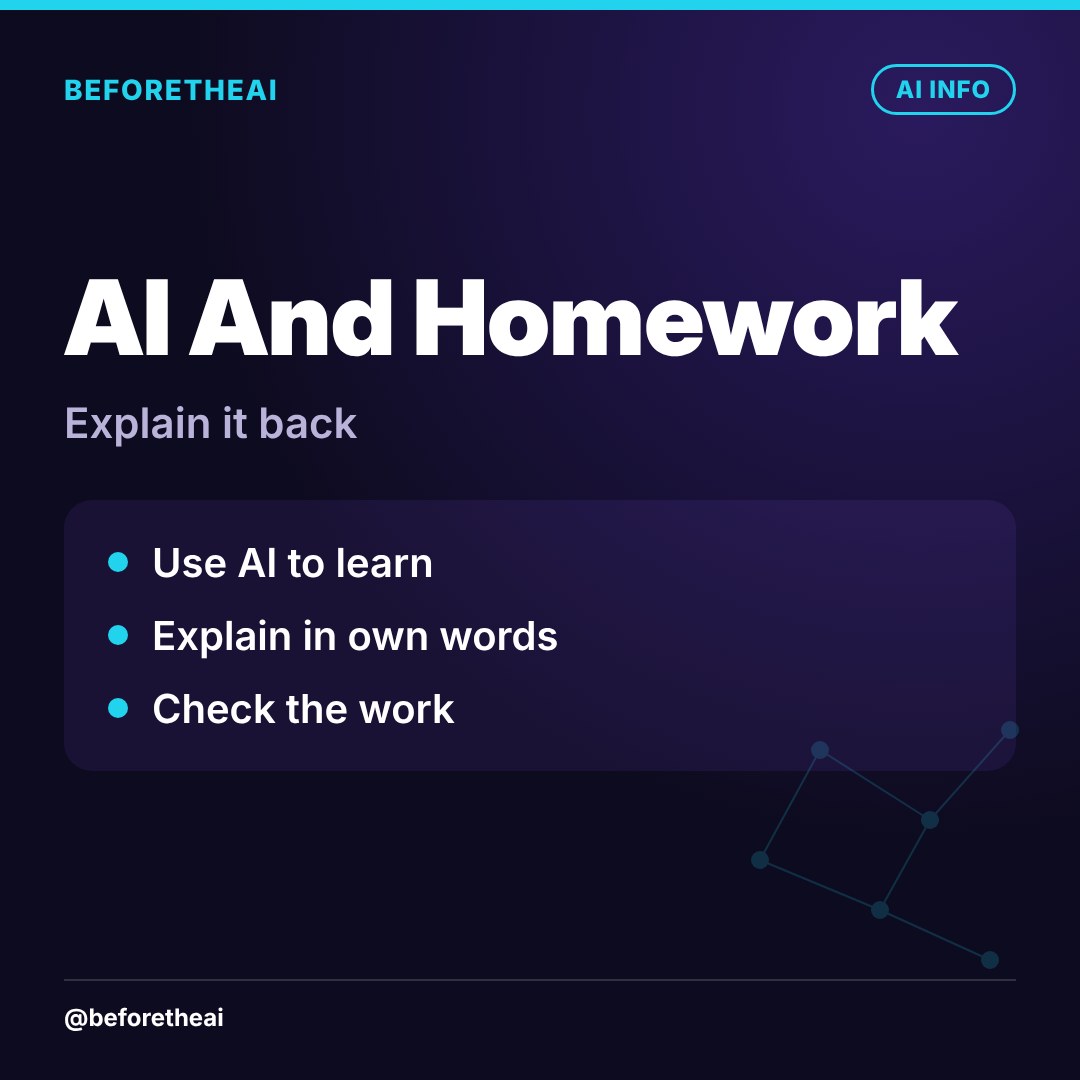 BEFORETHEAI
AI INFO
AI And Homework
Explain it back
Use AI to learn
Explain in own words
Check the work
@beforetheai